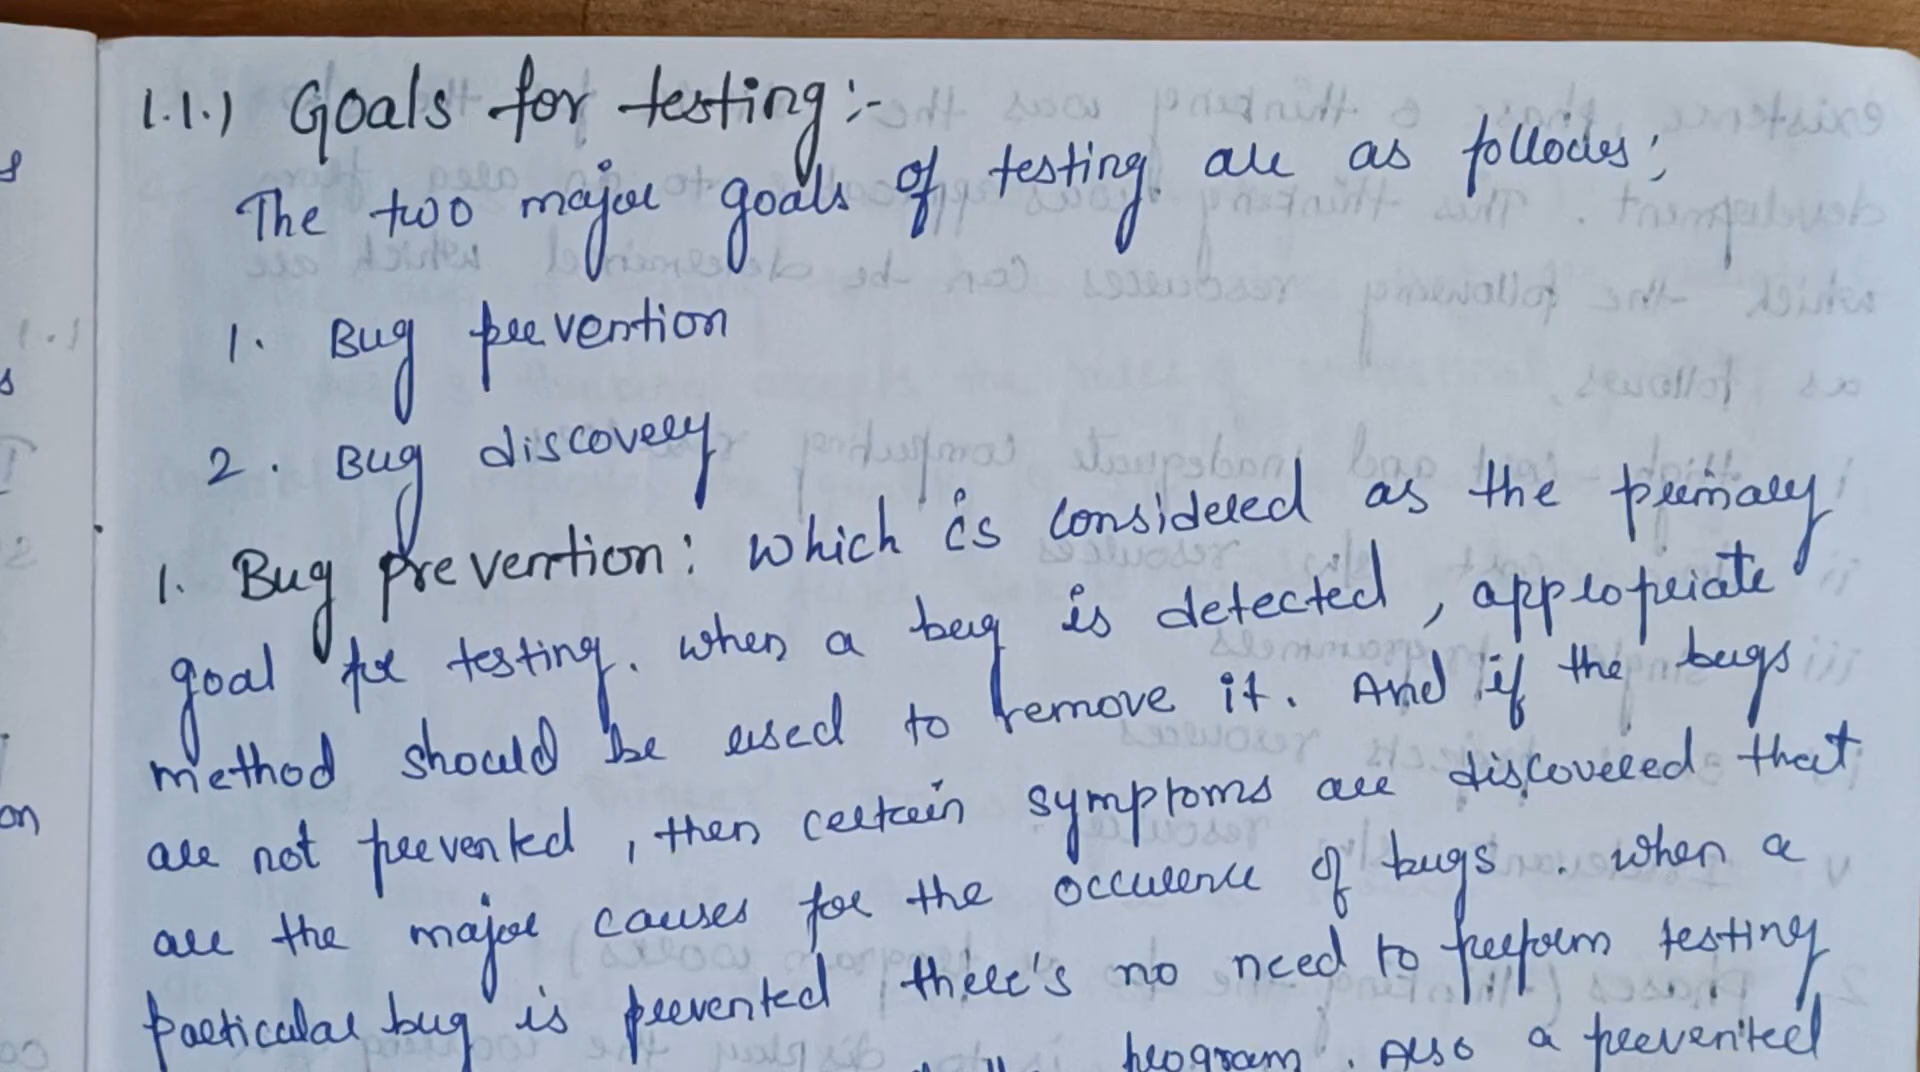 1.1.) Goals for testing :-
The two major goals of testing are as follows;
1. Bug prevention
2. Bug discovery
1. Bug prevention: which is considered as the primary
goal for testing. when a bug is detected, appropriate
method should be used to remove it. And if the bugs
are not prevented, then certain symptoms are discovered that
are the major causes for the occurence of bugs. when a
particular bug is prevented there's no need to perform testing
program. Also a prevented